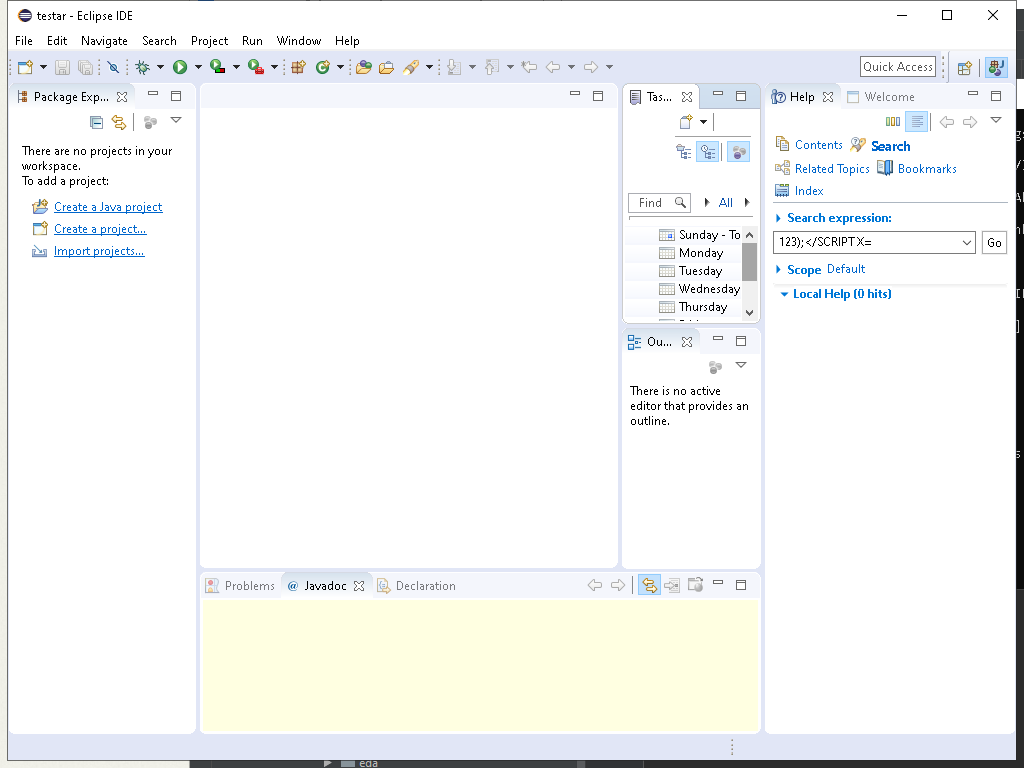 testar - Eclipse IDE
File Edit Navigate Search Project Run Window Help
Quick Access
Package Exp...
There are no projects in your
workspace.
To add a project:
Create a Java project
Create a project...
Import projects...
Tas...
Find
All
Sunday - To
Monday
Tuesday
Wednesday
Thursday
Ou...
There is no active
editor that provides an
outline.
Help
Welcome
Contents
Search
Related Topics
Bookmarks
Index
Search expression:
123);</SCRIPTX=
Go
Scope Default
Local Help (0 hits)
Problems
@ Javadoc
Declaration
eda